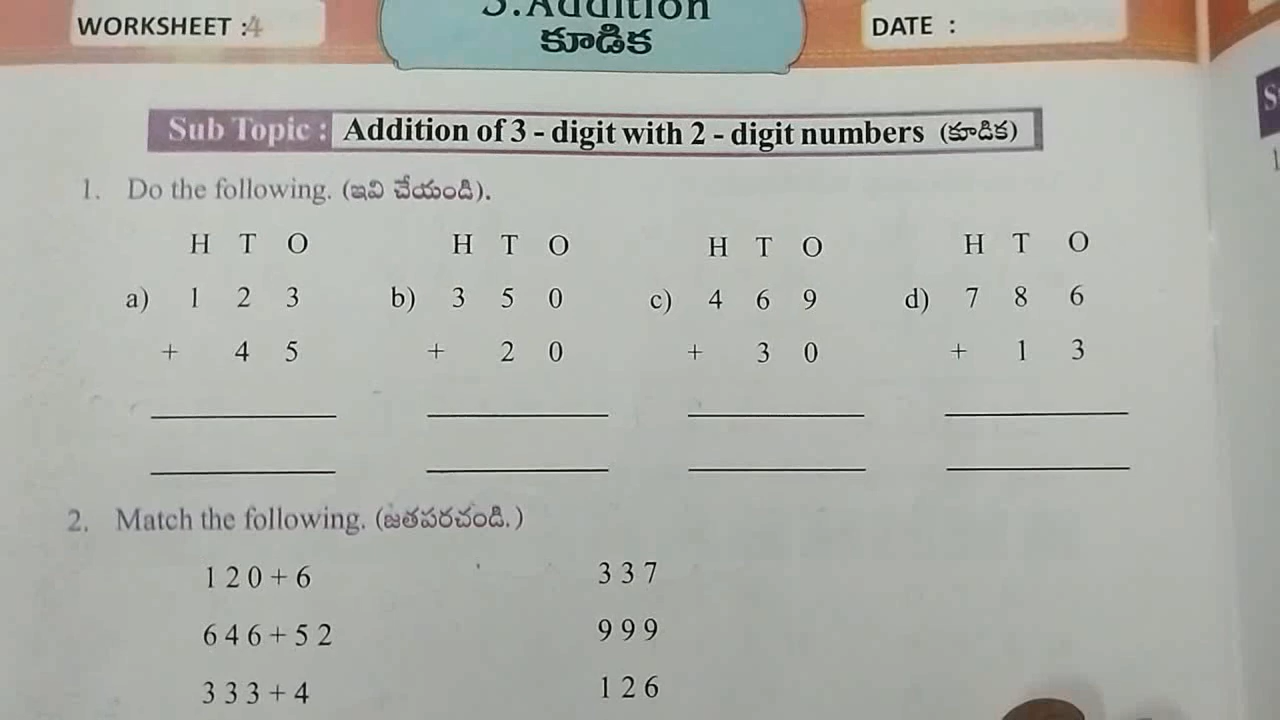 WORKSHEET :4
3.Addition
కూడిక
DATE :
Sub Topic : Addition of 3 - digit with 2 - digit numbers (కూడిక)
1. Do the following. (ఇవి చేయండి).
H T O H T O H T O H T O
a) 1 2 3 b) 3 5 0 c) 4 6 9 d) 7 8 6
+ 4 5 + 2 0 + 3 0 + 1 3
2. Match the following. (జతపరచండి.)
1 2 0 + 6 3 3 7
6 4 6 + 5 2 9 9 9
3 3 3 + 4 1 2 6